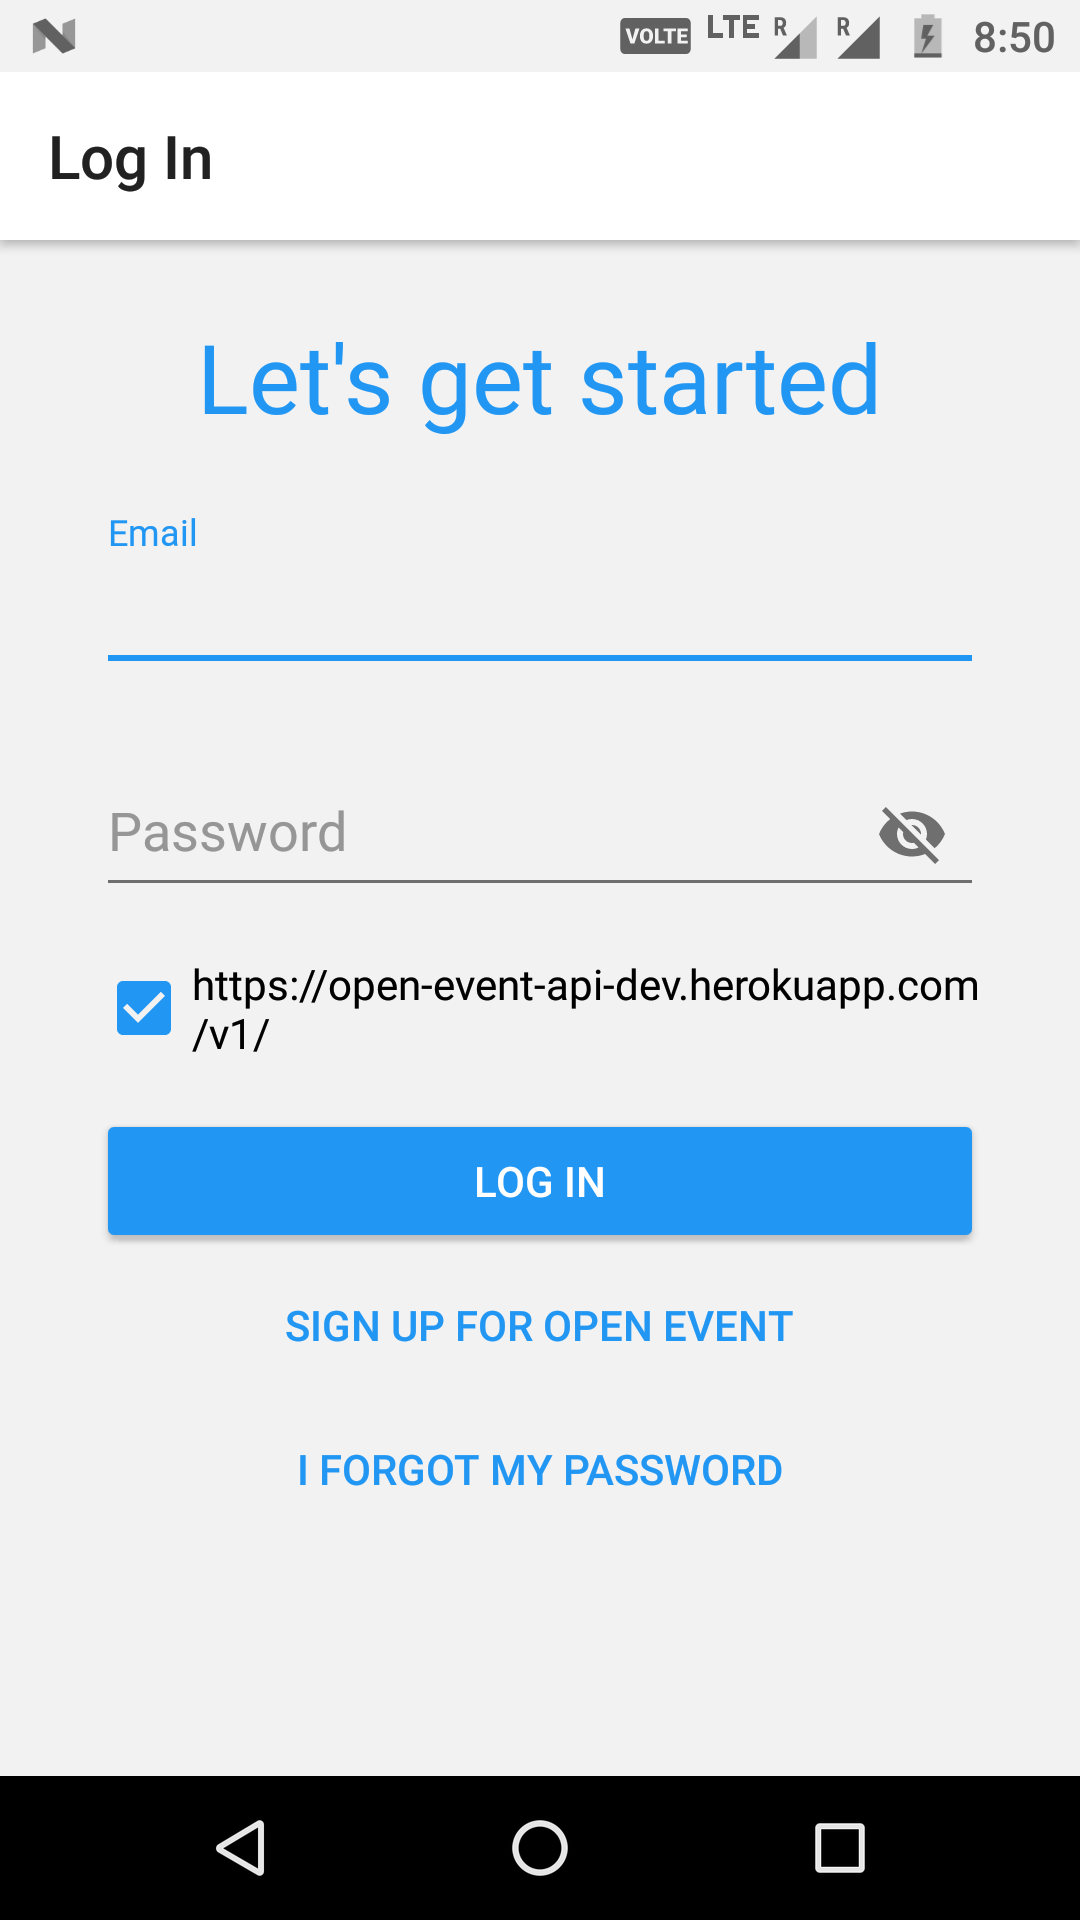 VOLTE LTE R R 8:50
Log In
Let's get started
Email
Password
https://open-event-api-dev.herokuapp.com
/v1/
LOG IN
SIGN UP FOR OPEN EVENT
I FORGOT MY PASSWORD